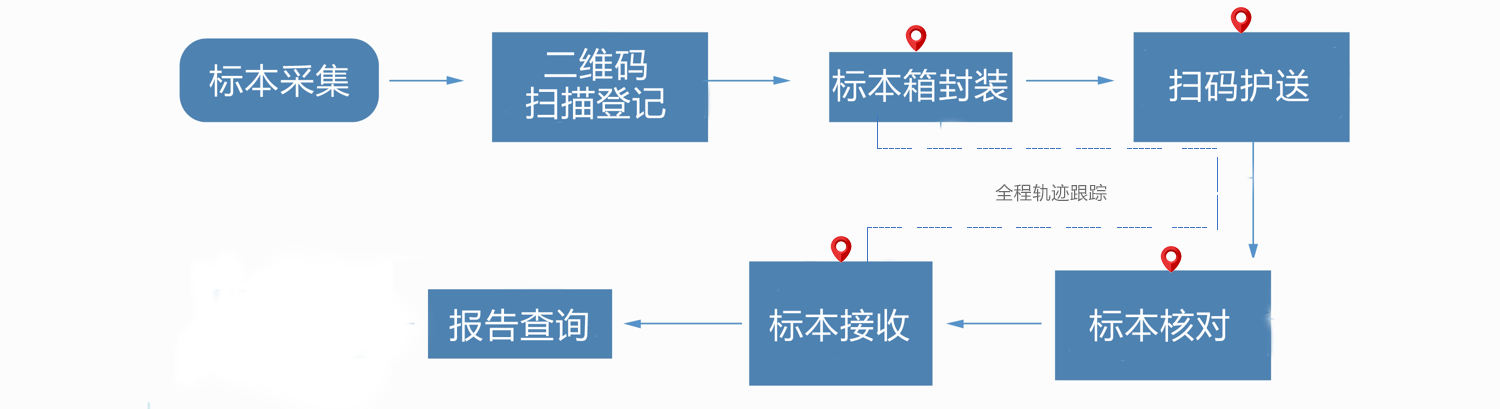 标本采集
二维码
扫描登记
标本箱封装
扫码护送
全程轨迹跟踪
标本核对
标本接收
报告查询